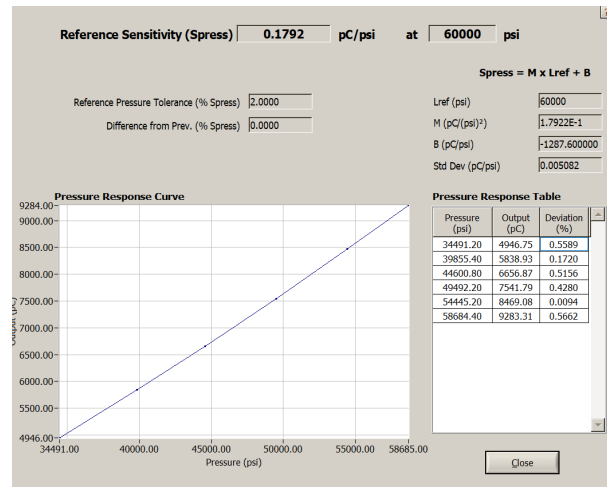 Reference Sensitivity (Spress) 0.1792 pC/psi at 60000 psi
Spress = M x Lref + B
Reference Pressure Tolerance (% Spress) 2.0000
Difference from Prev. (% Spress) 0.0000
Lref (psi) 60000
M (pC/(psi)²) 1.7922E-1
B (pC/psi) -1287.600000
Std Dev (pC/psi) 0.005082
Pressure Response Curve
9284.00
9000.00
8500.00
8000.00
7500.00
7000.00
6500.00
6000.00
5500.00
4946.00
34491.00 40000.00 45000.00 50000.00 55000.00 58685.00
Pressure (psi)
Pressure Response Table
Pressure (psi) Output (pC) Deviation (%)
34491.20 4946.75 0.5589
39855.40 5838.93 0.1720
44600.80 6656.87 0.5156
49492.20 7541.79 0.4280
54445.20 8469.08 0.0094
58684.40 9283.31 0.5662
Close